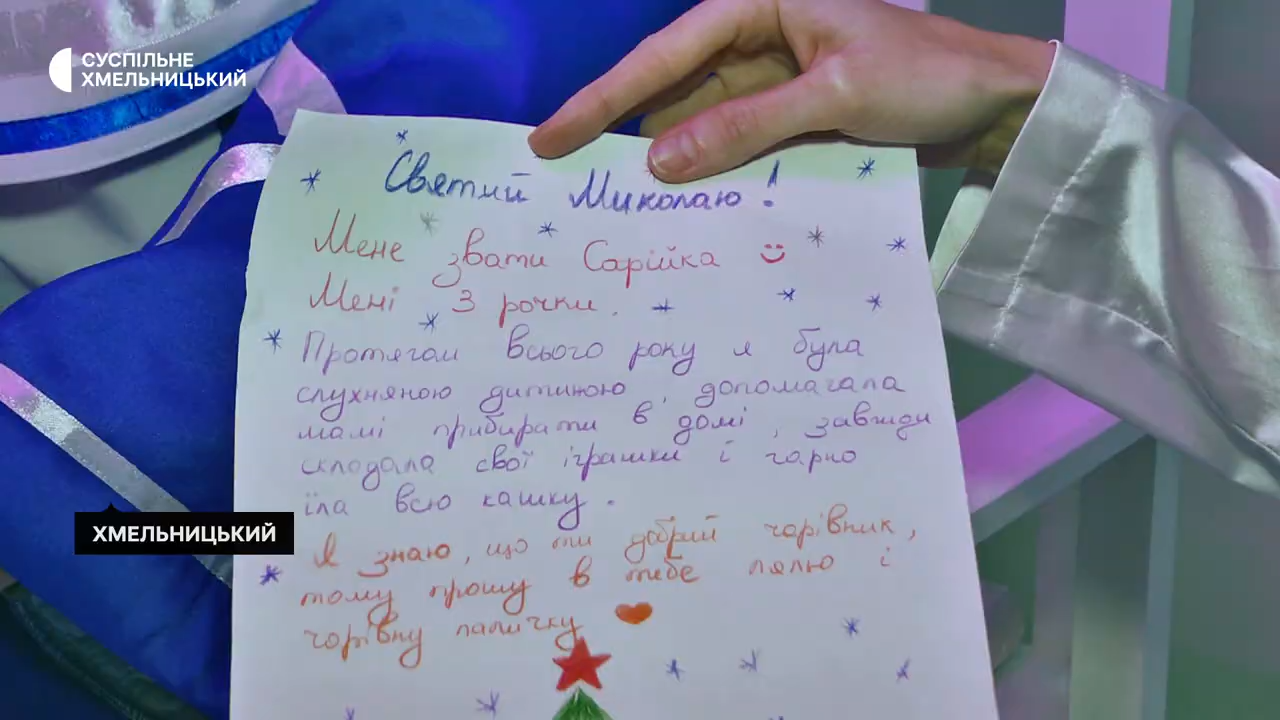 СУСПІЛЬНЕ
ХМЕЛЬНИЦЬКИЙ
Святий Миколаю!
Мене звати Сарійка
Мені 3 рочки.
Протягом всього року я була
слухняною дитиною, допомагала
мамі прибирати в домі, завжди
складала свої іграшки і гарно
їла всю кашку.
Я знаю, що ти добрий чарівник,
тому прошу в тебе лялю і
чарівну паличку
ХМЕЛЬНИЦЬКИЙ